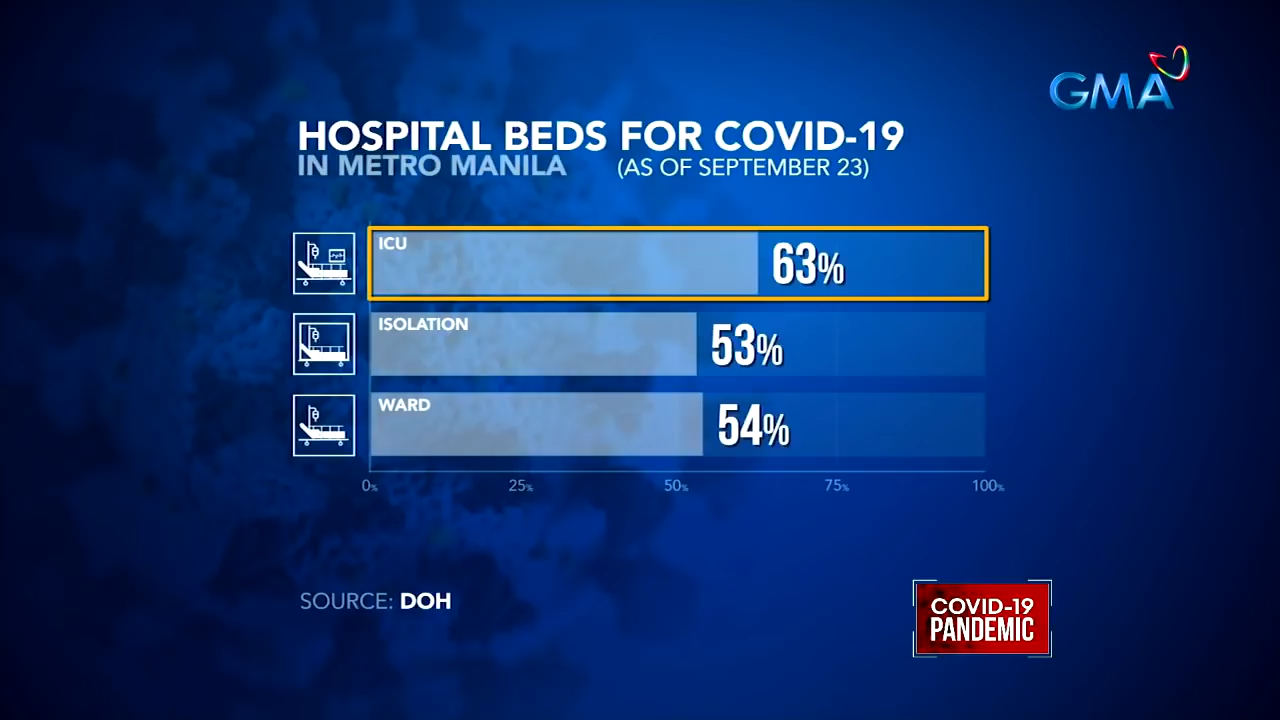 GMA
HOSPITAL BEDS FOR COVID-19
IN METRO MANILA (AS OF SEPTEMBER 23)
ICU
63%
ISOLATION
53%
WARD
54%
0% 25% 50% 75% 100%
SOURCE: DOH
COVID-19
PANDEMIC